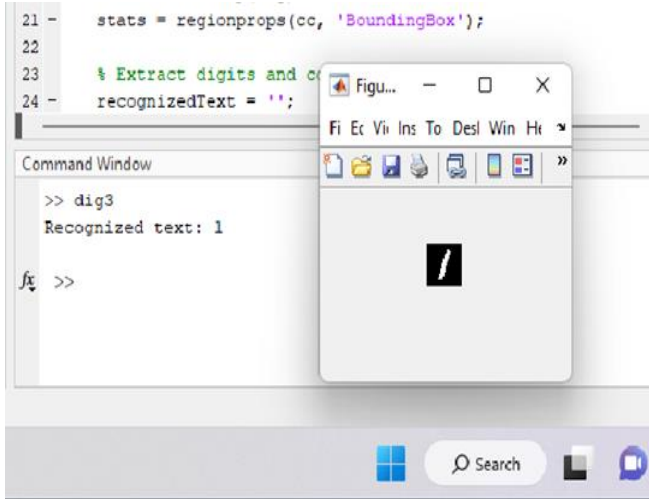 21 - stats = regionprops(cc, 'BoundingBox');
22
23 % Extract digits and co
24 - recognizedText = '';
Figu...
Fi Ec Vi Ins To Desl Win He
Command Window
>> dig3
Recognized text: 1
fx >>
1
Search